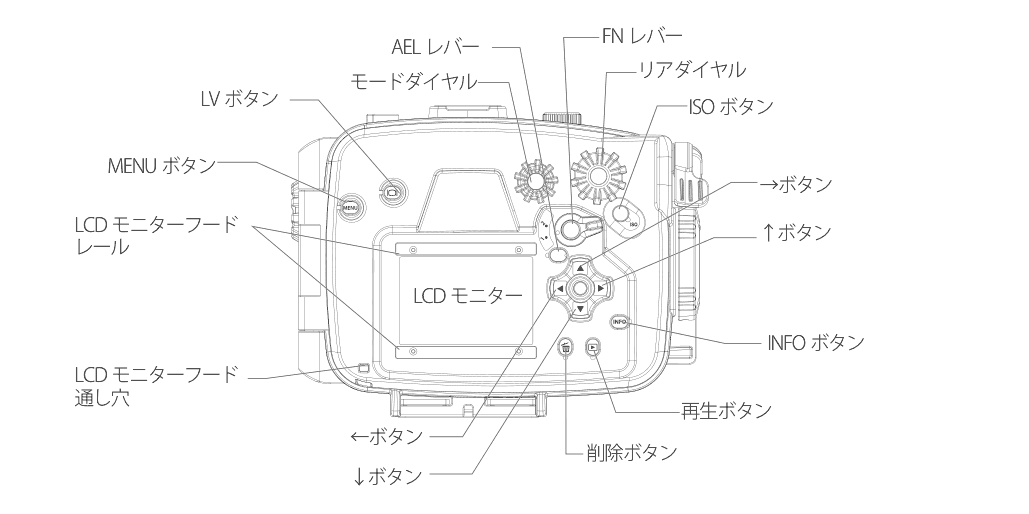 FN レバー
AEL レバー
リアダイヤル
モードダイヤル
LV ボタン
ISO ボタン
MENU ボタン
→ボタン
MENU
ISO
LCD モニターフード
レール
↑ボタン
LCD モニター
INFO
INFO ボタン
LCD モニターフード
通し穴
再生ボタン
←ボタン
削除ボタン
↓ボタン